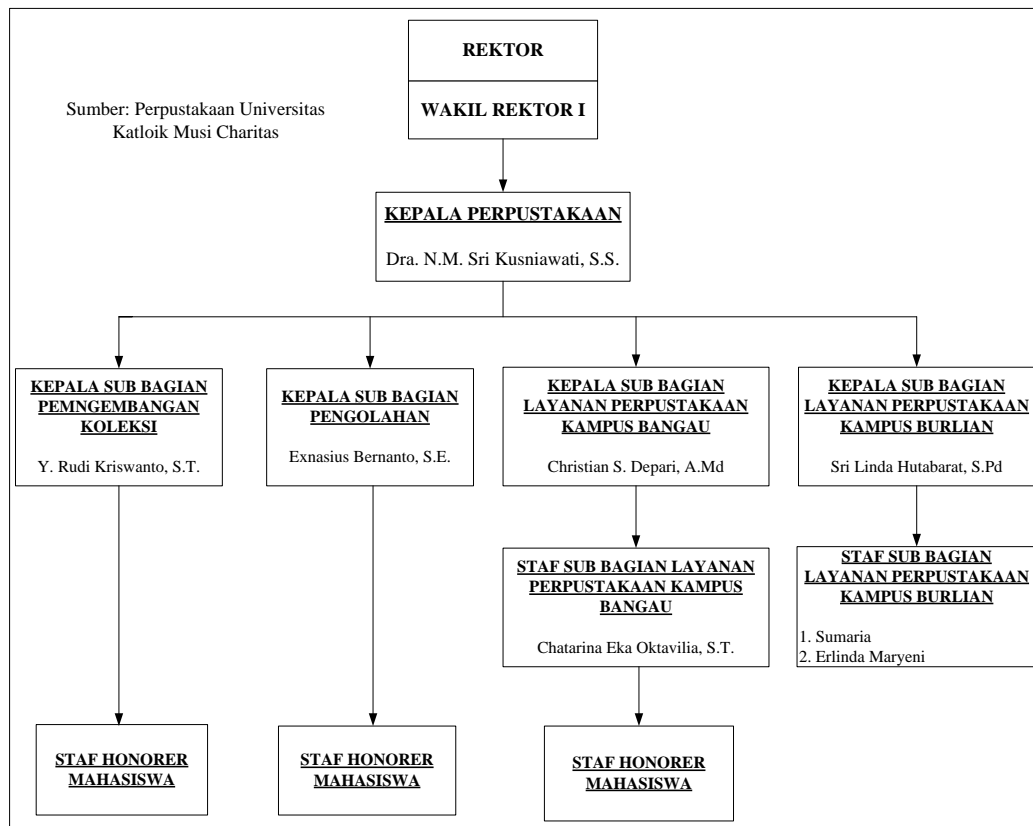 REKTOR
WAKIL REKTOR I
Sumber: Perpustakaan Universitas
Katloik Musi Charitas
KEPALA PERPUSTAKAAN
Dra. N.M. Sri Kusniawati, S.S.
KEPALA SUB BAGIAN
PEMNGEMBANGAN
KOLEKSI
Y. Rudi Kriswanto, S.T.
KEPALA SUB BAGIAN
PENGOLAHAN
Exnasius Bernanto, S.E.
KEPALA SUB BAGIAN
LAYANAN PERPUSTAKAAN
KAMPUS BANGAU
Christian S. Depari, A.Md
KEPALA SUB BAGIAN
LAYANAN PERPUSTAKAAN
KAMPUS BURLIAN
Sri Linda Hutabarat, S.Pd
STAF SUB BAGIAN LAYANAN
PERPUSTAKAAN KAMPUS
BANGAU
Chatarina Eka Oktavilia, S.T.
STAF SUB BAGIAN
LAYANAN PERPUSTAKAAN
KAMPUS BURLIAN
1. Sumaria
2. Erlinda Maryeni
STAF HONORER
MAHASISWA
STAF HONORER
MAHASISWA
STAF HONORER
MAHASISWA